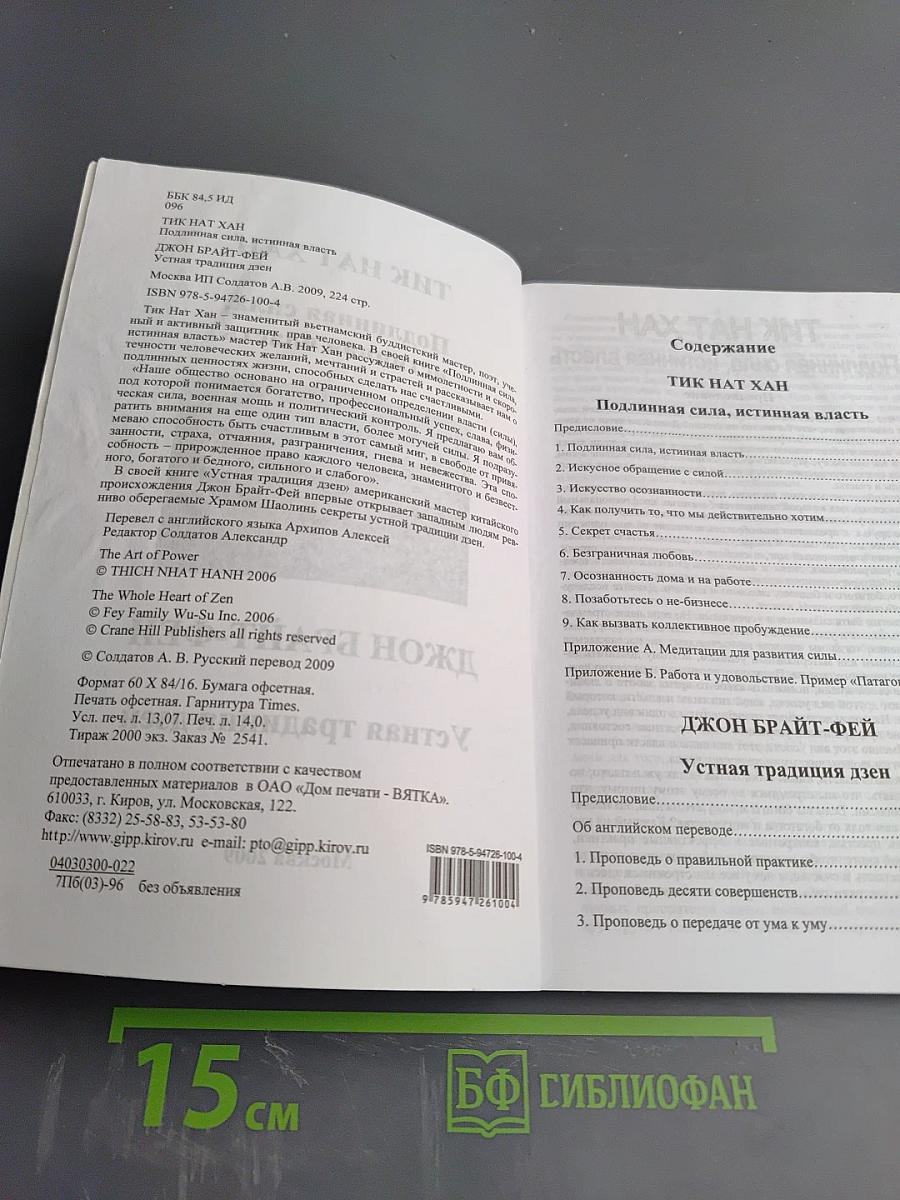 ББК 84,5 ИД
096
ТИК НАТ ХАН
Подлинная сила, истинная власть
ДЖОН БРАЙТ-ФЕЙ
Устная традиция дзен
Москва ИП Солдатов А.В. 2009, 224 стр.
ISBN 978-5-94726-100-4
Тик Нат Хан – знаменитый вьетнамский буддистский мастер, поэт, уче-
ный и активный защитник прав человека. В своей книге «Подлинная сила,
истинная власть» мастер Тик Нат Хан рассуждает о мимолетности и скоро-
течности человеческих желаний, мечтаний и страстей и рассказывает нам о
подлинных ценностях жизни, способных сделать нас счастливыми.
«Наше общество основано на ограниченном определении власти (силы),
под которой понимается богатство, профессиональный успех, слава, физи-
ческая сила, военная мощь и политический контроль. Я предлагаю вам об-
ратить внимания на еще один тип власти, более могучей силы. Я подразу-
меваю способность быть счастливым в этот самый миг, в свободе от привя-
занности, страха, отчаяния, разграничения, гнева и невежества. Эта спо-
собность – прирожденное право каждого человека, знаменитого и безвест-
ного, богатого и бедного, сильного и слабого».
В своей книге «Устная традиция дзен» американский мастер китайского
происхождения Джон Брайт-Фей впервые открывает западным людям рев-
ниво оберегаемые Храмом Шаолинь секреты устной традиции дзен.
Перевел с английского языка Архипов Алексей
Редактор Солдатов Александр
The Art of Power
© THICH NHAT HANH 2006
The Whole Heart of Zen
© Fey Family Wu-Su Inc. 2006
© Crane Hill Publishers all rights reserved
© Солдатов А. В. Русский перевод 2009
Формат 60 X 84/16. Бумага офсетная.
Печать офсетная. Гарнитура Times.
Усл. печ. л. 13,07. Печ. л. 14,0.
Тираж 2000 экз. Заказ № 2541.
Отпечатано в полном соответствии с качеством
предоставленных материалов в ОАО «Дом печати - ВЯТКА».
610033, г. Киров, ул. Московская, 122.
Факс: (8332) 25-58-83, 53-53-80
http://www.gipp.kirov.ru e-mail: pto@gipp.kirov.ru
04030300-022
7П6(03)-96 без объявления
ISBN 978-5-94726-100-4
9 785947 261004
Содержание
ТИК НАТ ХАН
Подлинная сила, истинная власть
Предисловие
1. Подлинная сила, истинная власть
2. Искусное обращение с силой
3. Искусство осознанности
4. Как получить то, что мы действительно хотим
5. Секрет счастья
6. Безграничная любовь
7. Осознанность дома и на работе
8. Позаботьтесь о не-бизнесе
9. Как вызвать коллективное пробуждение
Приложение А. Медитации для развития силы
Приложение Б. Работа и удовольствие. Пример «Патагон
ДЖОН БРАЙТ-ФЕЙ
Устная традиция дзен
Предисловие
Об английском переводе
1. Проповедь о правильной практике
2. Проповедь десяти совершенств
3. Проповедь о передаче от ума к уму
15 см
БФ СИБЛИОФАН